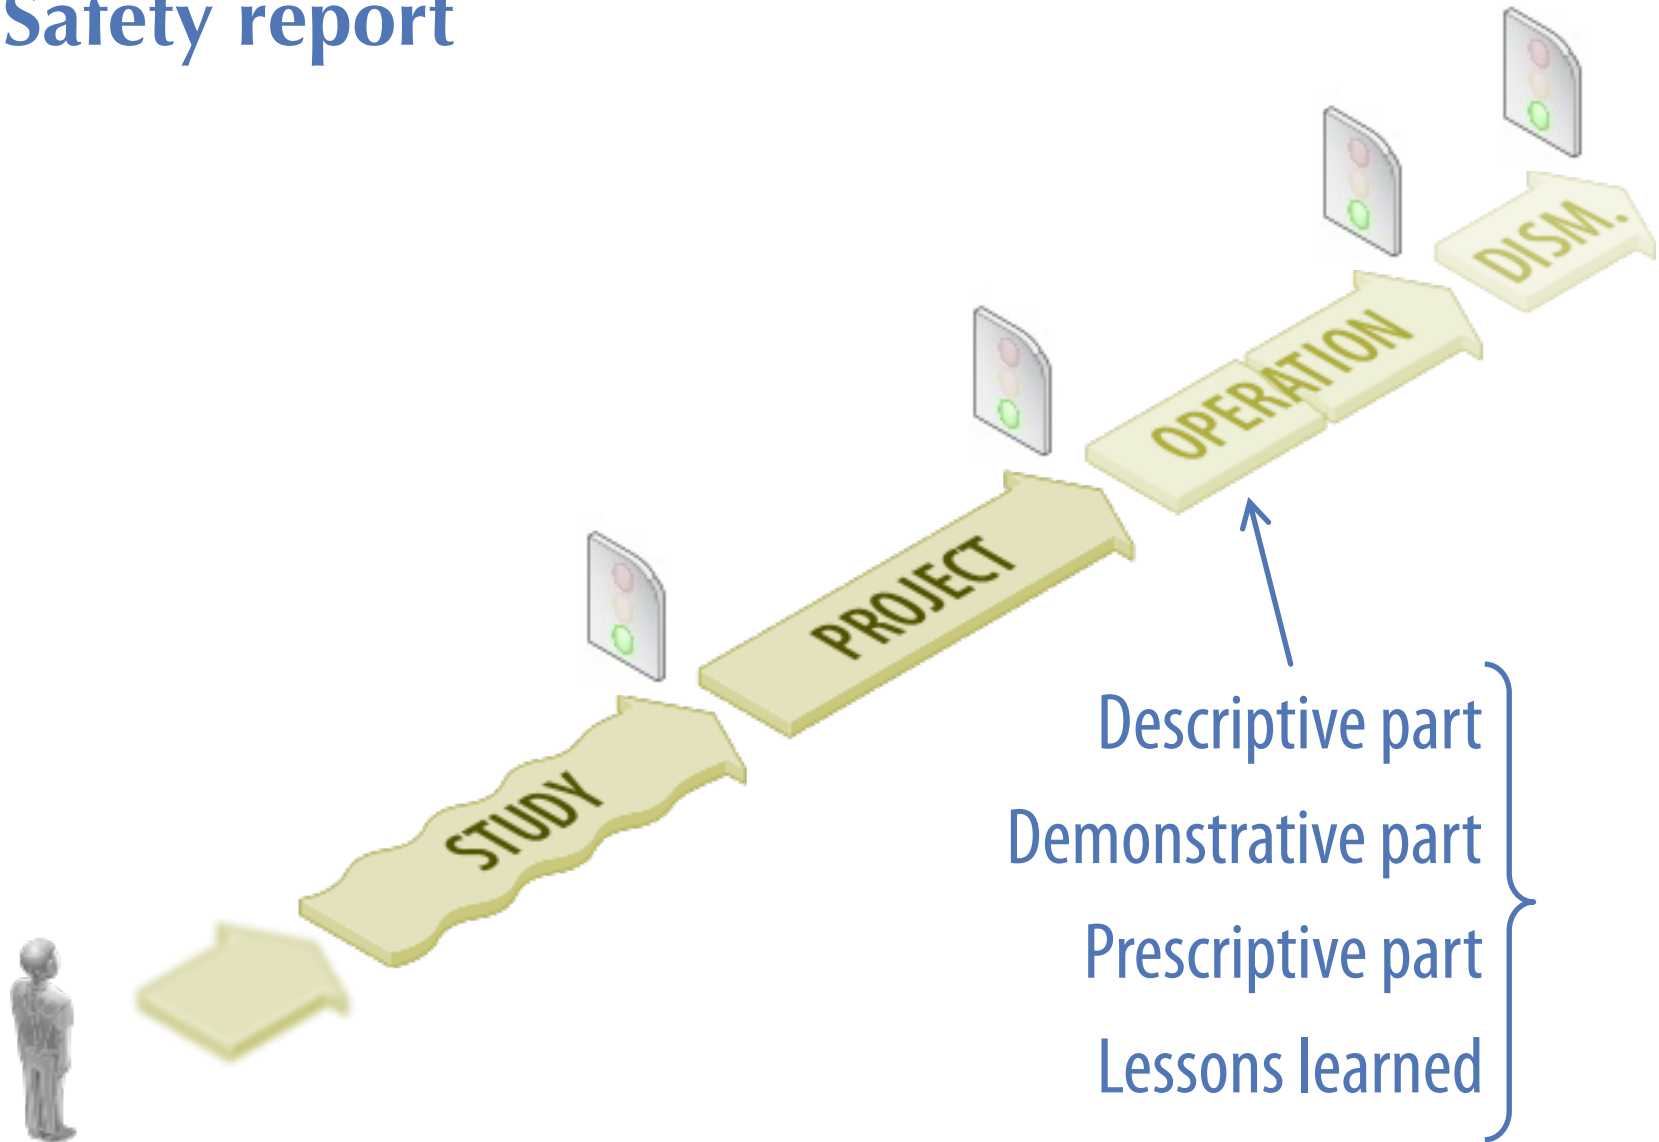 Safety report
DISM.
OPERATION
PROJECT
STUDY
Descriptive part
Demonstrative part
Prescriptive part
Lessons learned